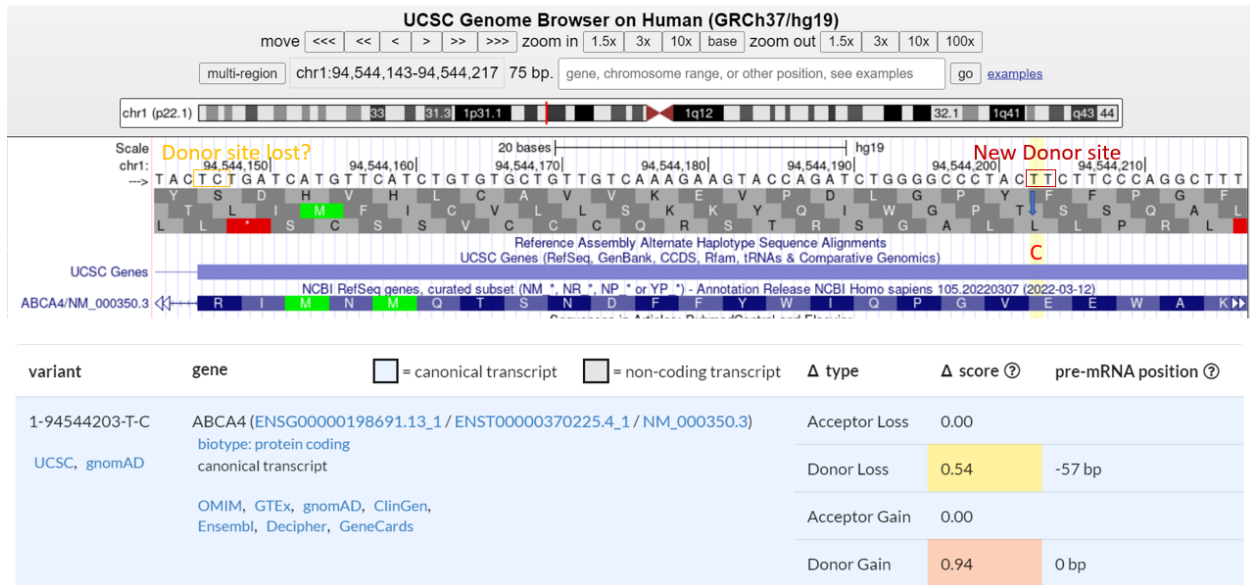 UCSC Genome Browser on Human (GRCh37/hg19)
move <<< << < > >> >>> zoom in 1.5x 3x 10x base zoom out 1.5x 3x 10x 100x
multi-region chr1:94,544,143-94,544,217 75 bp. gene, chromosome range, or other position, see examples go examples
chr1 (p22.1) 33 31.3 1p31.1 1q12 32.1 1q41 q43 44
Scale 20 bases hg19
Donor site lost? New Donor site
chr1: 94,544,150 94,544,160 94,544,170 94,544,180 94,544,190 94,544,200 94,544,210
---> T A C T C T G A T C A T G T T C A T C T G T G T G C T G T T G T C A A A G A A G T A C C A G A T C T G G G G C C C T A C T T C T T C C C A G G C T T T
Y S D H V H L C A V V K E V P D L G P Y F F P G F
T L I M F I C V L L S K K Y Q I W G P T S S Q A L
L L * S C S S V C C C Q R S T R S G A L L L P R L
Reference Assembly Alternate Haplotype Sequence Alignments
UCSC Genes (RefSeq, GenBank, CCDS, Rfam, tRNAs & Comparative Genomics)
C
UCSC Genes
NCBI RefSeq genes, curated subset (NM_*, NR_*, NP_* or YP_*) - Annotation Release NCBI Homo sapiens 105.20220307 (2022-03-12)
ABCA4/NM_000350.3 R I M N M Q T S N D F F Y W I Q P G V E E W A K
variant gene = canonical transcript = non-coding transcript Δ type Δ score ? pre-mRNA position ?
1-94544203-T-C ABCA4 (ENSG00000198691.13_1 / ENST00000370225.4_1 / NM_000350.3) Acceptor Loss 0.00
biotype: protein coding
UCSC, gnomAD canonical transcript Donor Loss 0.54 -57 bp
OMIM, GTEx, gnomAD, ClinGen, Acceptor Gain 0.00
Ensembl, Decipher, GeneCards
Donor Gain 0.94 0 bp